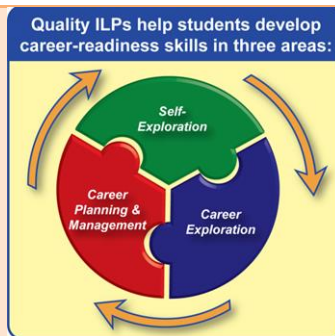 Quality ILPs help students develop
career-readiness skills in three areas:
Self-
Exploration
Career
Planning &
Management
Career
Exploration